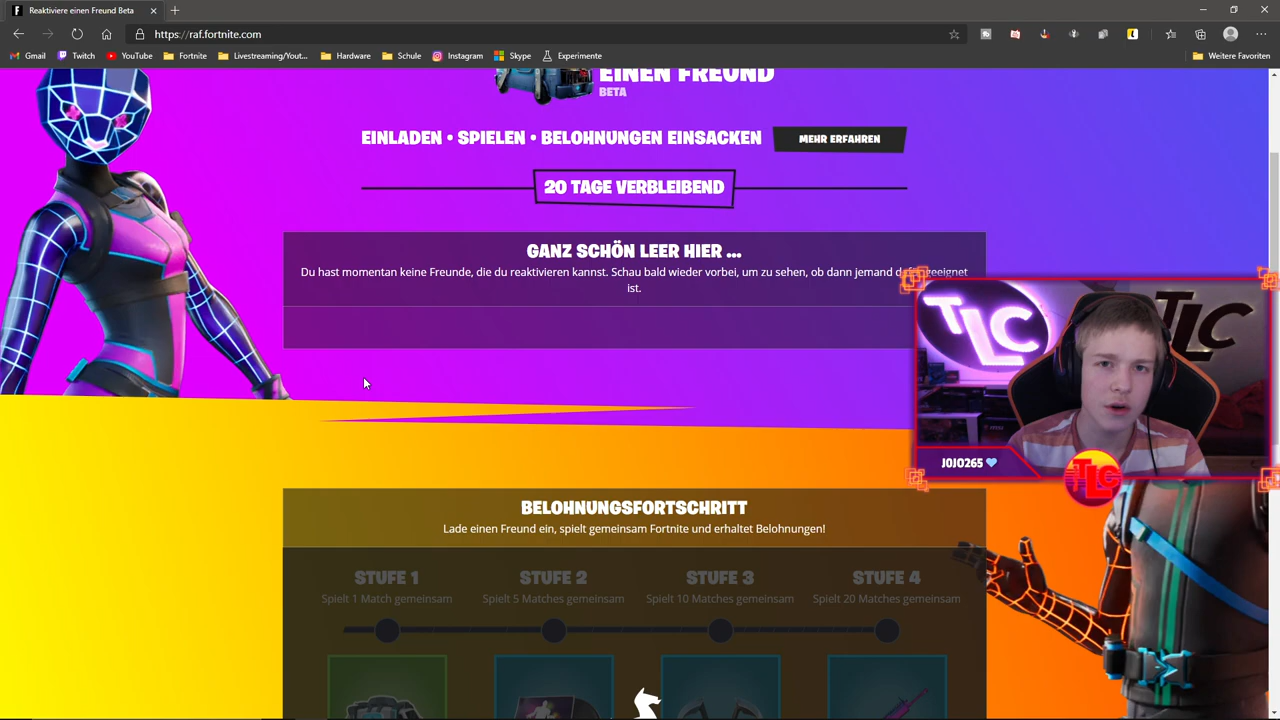 Reaktiviere einen Freund Beta
https://raf.fortnite.com
Gmail
Twitch
YouTube
Fortnite
Livestreaming/Yout...
Hardware
Schule
Instagram
Skype
Experimente
Weitere Favoriten
EINEN FREUND
BETA
EINLADEN • SPIELEN • BELOHNUNGEN EINSACKEN
MEHR ERFAHREN
20 TAGE VERBLEIBEND
GANZ SCHÖN LEER HIER ...
Du hast momentan keine Freunde, die du reaktivieren kannst. Schau bald wieder vorbei, um zu sehen, ob dann jemand geeignet
ist.
TLC
TLC
JOJO265
TLC
BELOHNUNGSFORTSCHRITT
Lade einen Freund ein, spielt gemeinsam Fortnite und erhaltet Belohnungen!
STUFE 1
Spielt 1 Match gemeinsam
STUFE 2
Spielt 5 Matches gemeinsam
STUFE 3
Spielt 10 Matches gemeinsam
STUFE 4
Spielt 20 Matches gemeinsam